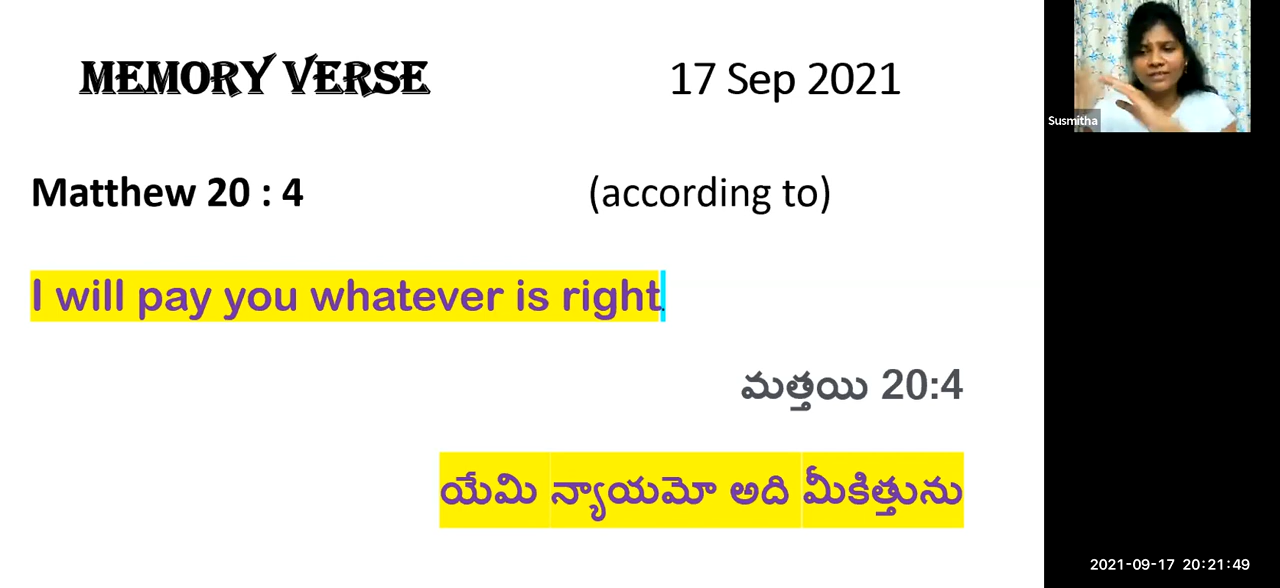 MEMORY VERSE 17 Sep 2021
Susmitha
Matthew 20 : 4 (according to)
I will pay you whatever is right.
మత్తయి 20:4
యేమి న్యాయమో అది మీకిత్తును
2021-09-17 20:21:49